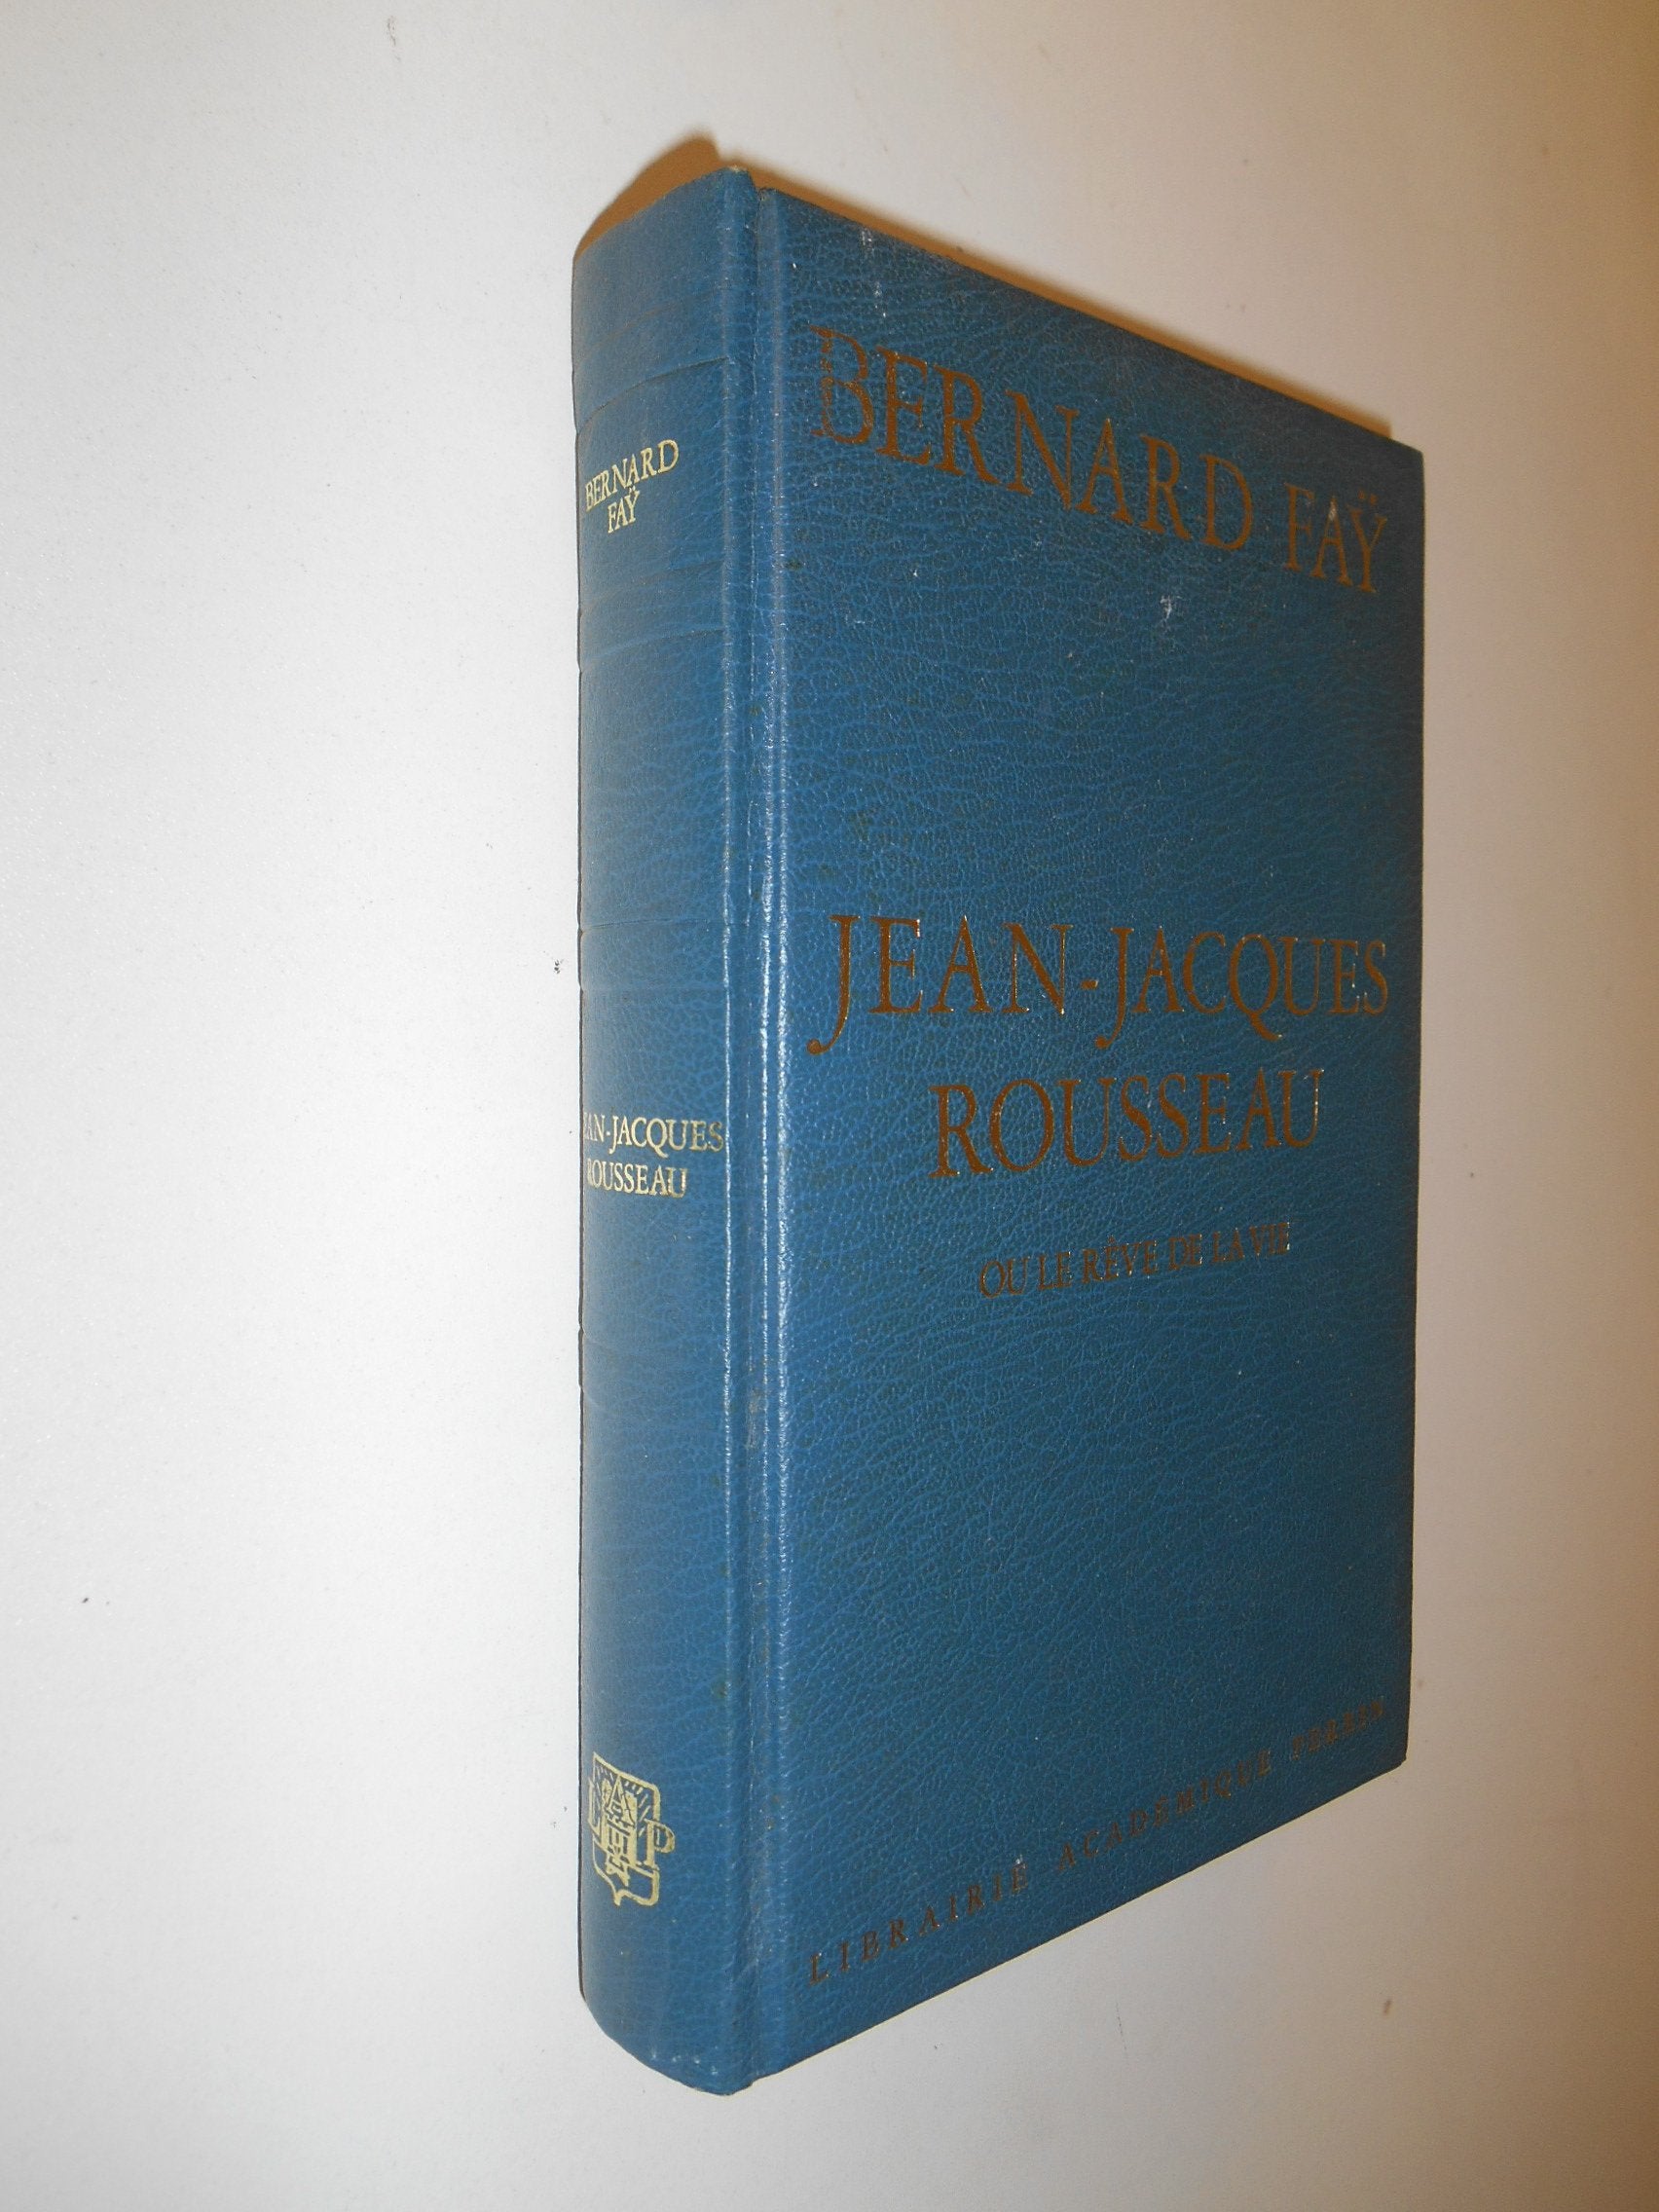 BERNARD
FAŸ
JEAN-JACQUES
ROUSSEAU
L A P
BERNARD FAŸ
JEAN-JACQUES
ROUSSEAU
OU LE RÊVE DE LA VIE
LIBRAIRIE ACADÉMIQUE PERRIN